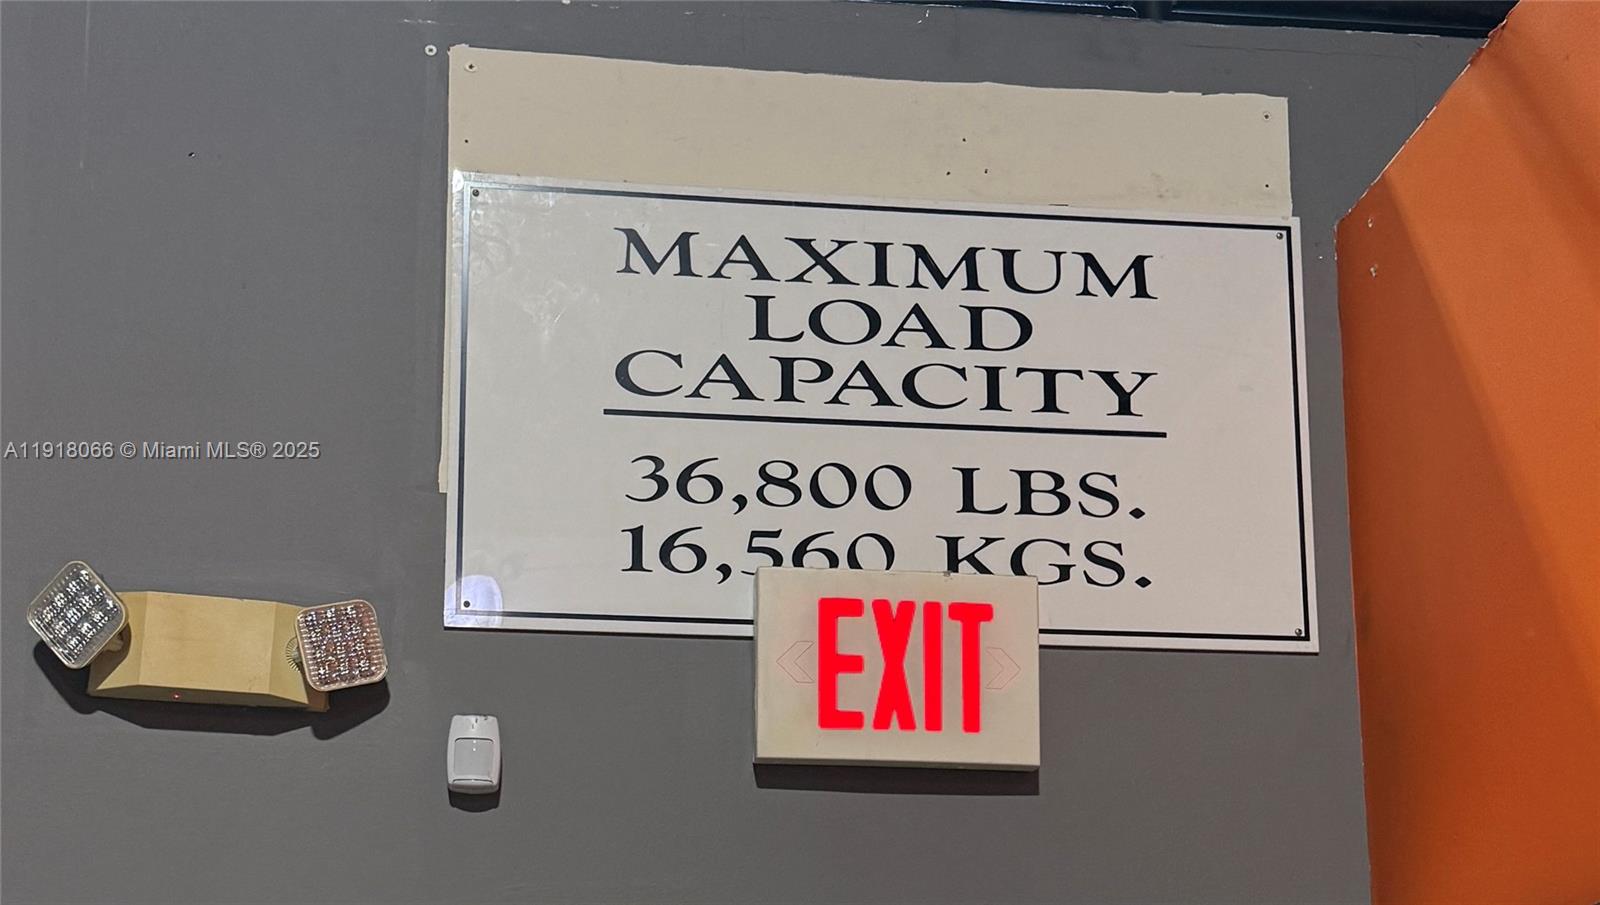 MAXIMUM
LOAD
CAPACITY
36,800 LBS.
16,560 KGS.
EXIT
A11918066 © Miami MLS® 2025